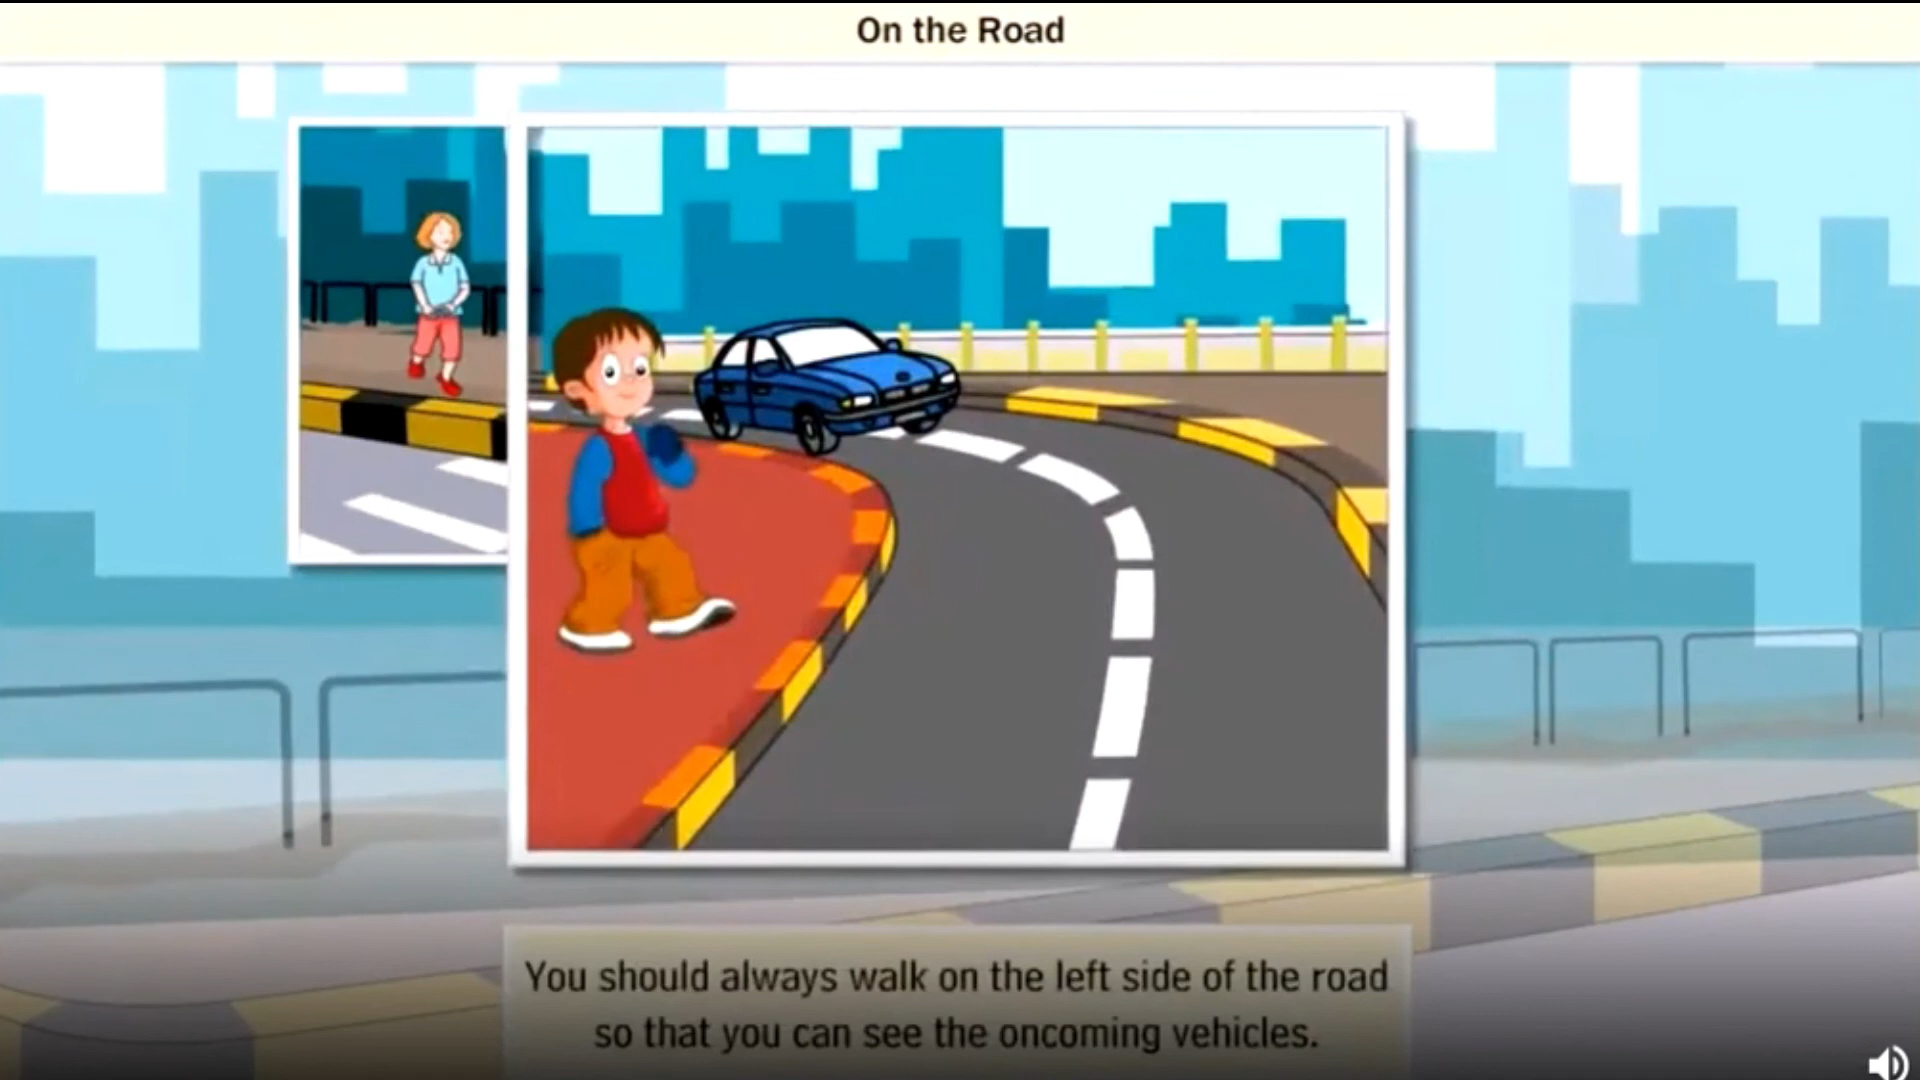 On the Road
You should always walk on the left side of the road
so that you can see the oncoming vehicles.